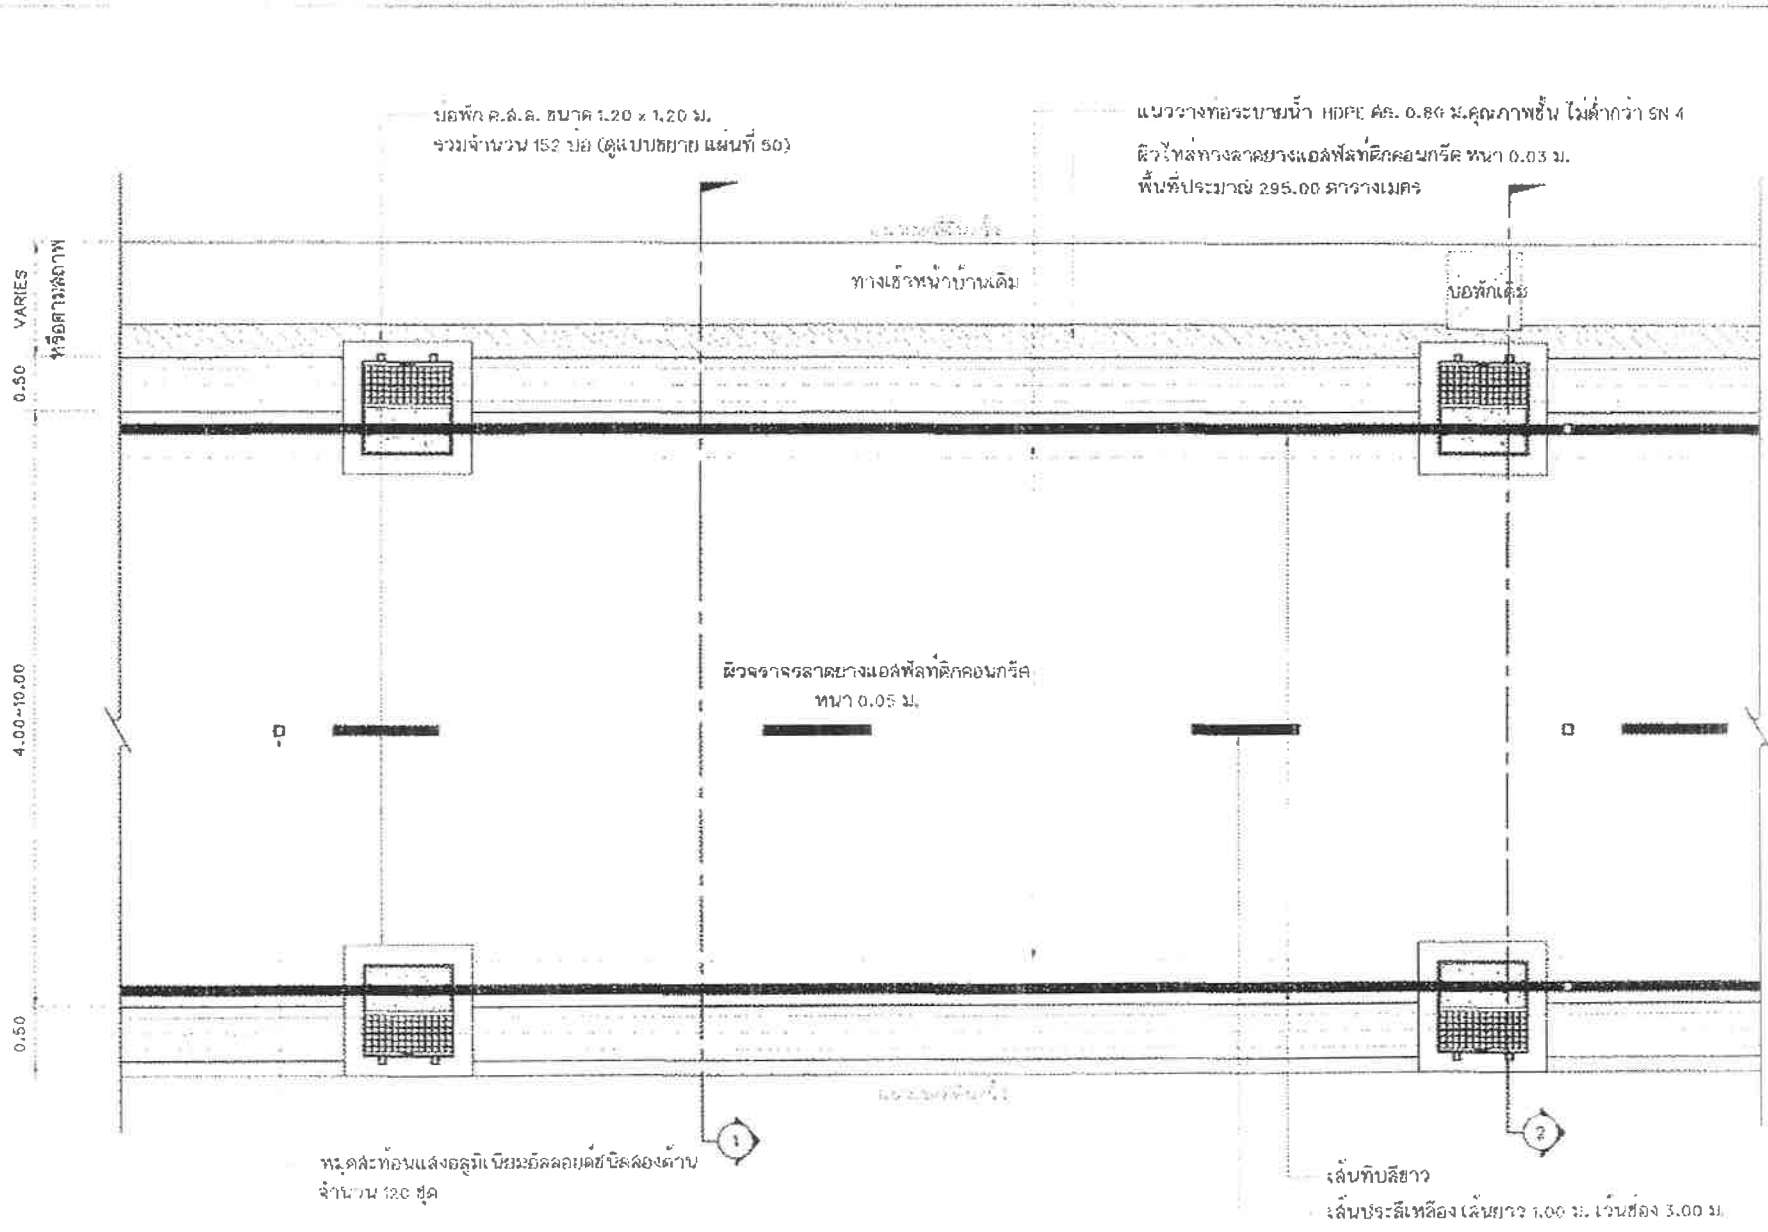 บ่อพัก ค.ส.ล. ขนาด 1.20 x 1.20 ม.
รวมจำนวน 152 บ่อ (ดูแบบขยาย แผ่นที่ 50)
แนววางท่อระบายน้ำ HDPE ศก. 0.80 ม.คุณภาพชั้น ไม่ต่ำกว่า SN 4
ผิวไหล่ทางลาดยางแอสฟัลท์ติกคอนกรีต หนา 0.03 ม.
พื้นที่ประมาณ 295.00 ตารางเมตร
ทางเข้าหน้าบ้านเดิม
บ่อพักเดิม
VARIES
หรือตามสภาพ
0.50
4.00-10.00
0.50
ผิวจราจรลาดยางแอสฟัลท์ติกคอนกรีต
หนา 0.05 ม.
1
2
หมุดสะท้อนแสงอลูมิเนียมอัลลอยด์ชนิดสองด้าน
จำนวน 120 ชุด
เส้นทึบสีขาว
เส้นประสีเหลือง เส้นยาว 1.00 ม. เว้นช่อง 3.00 ม.